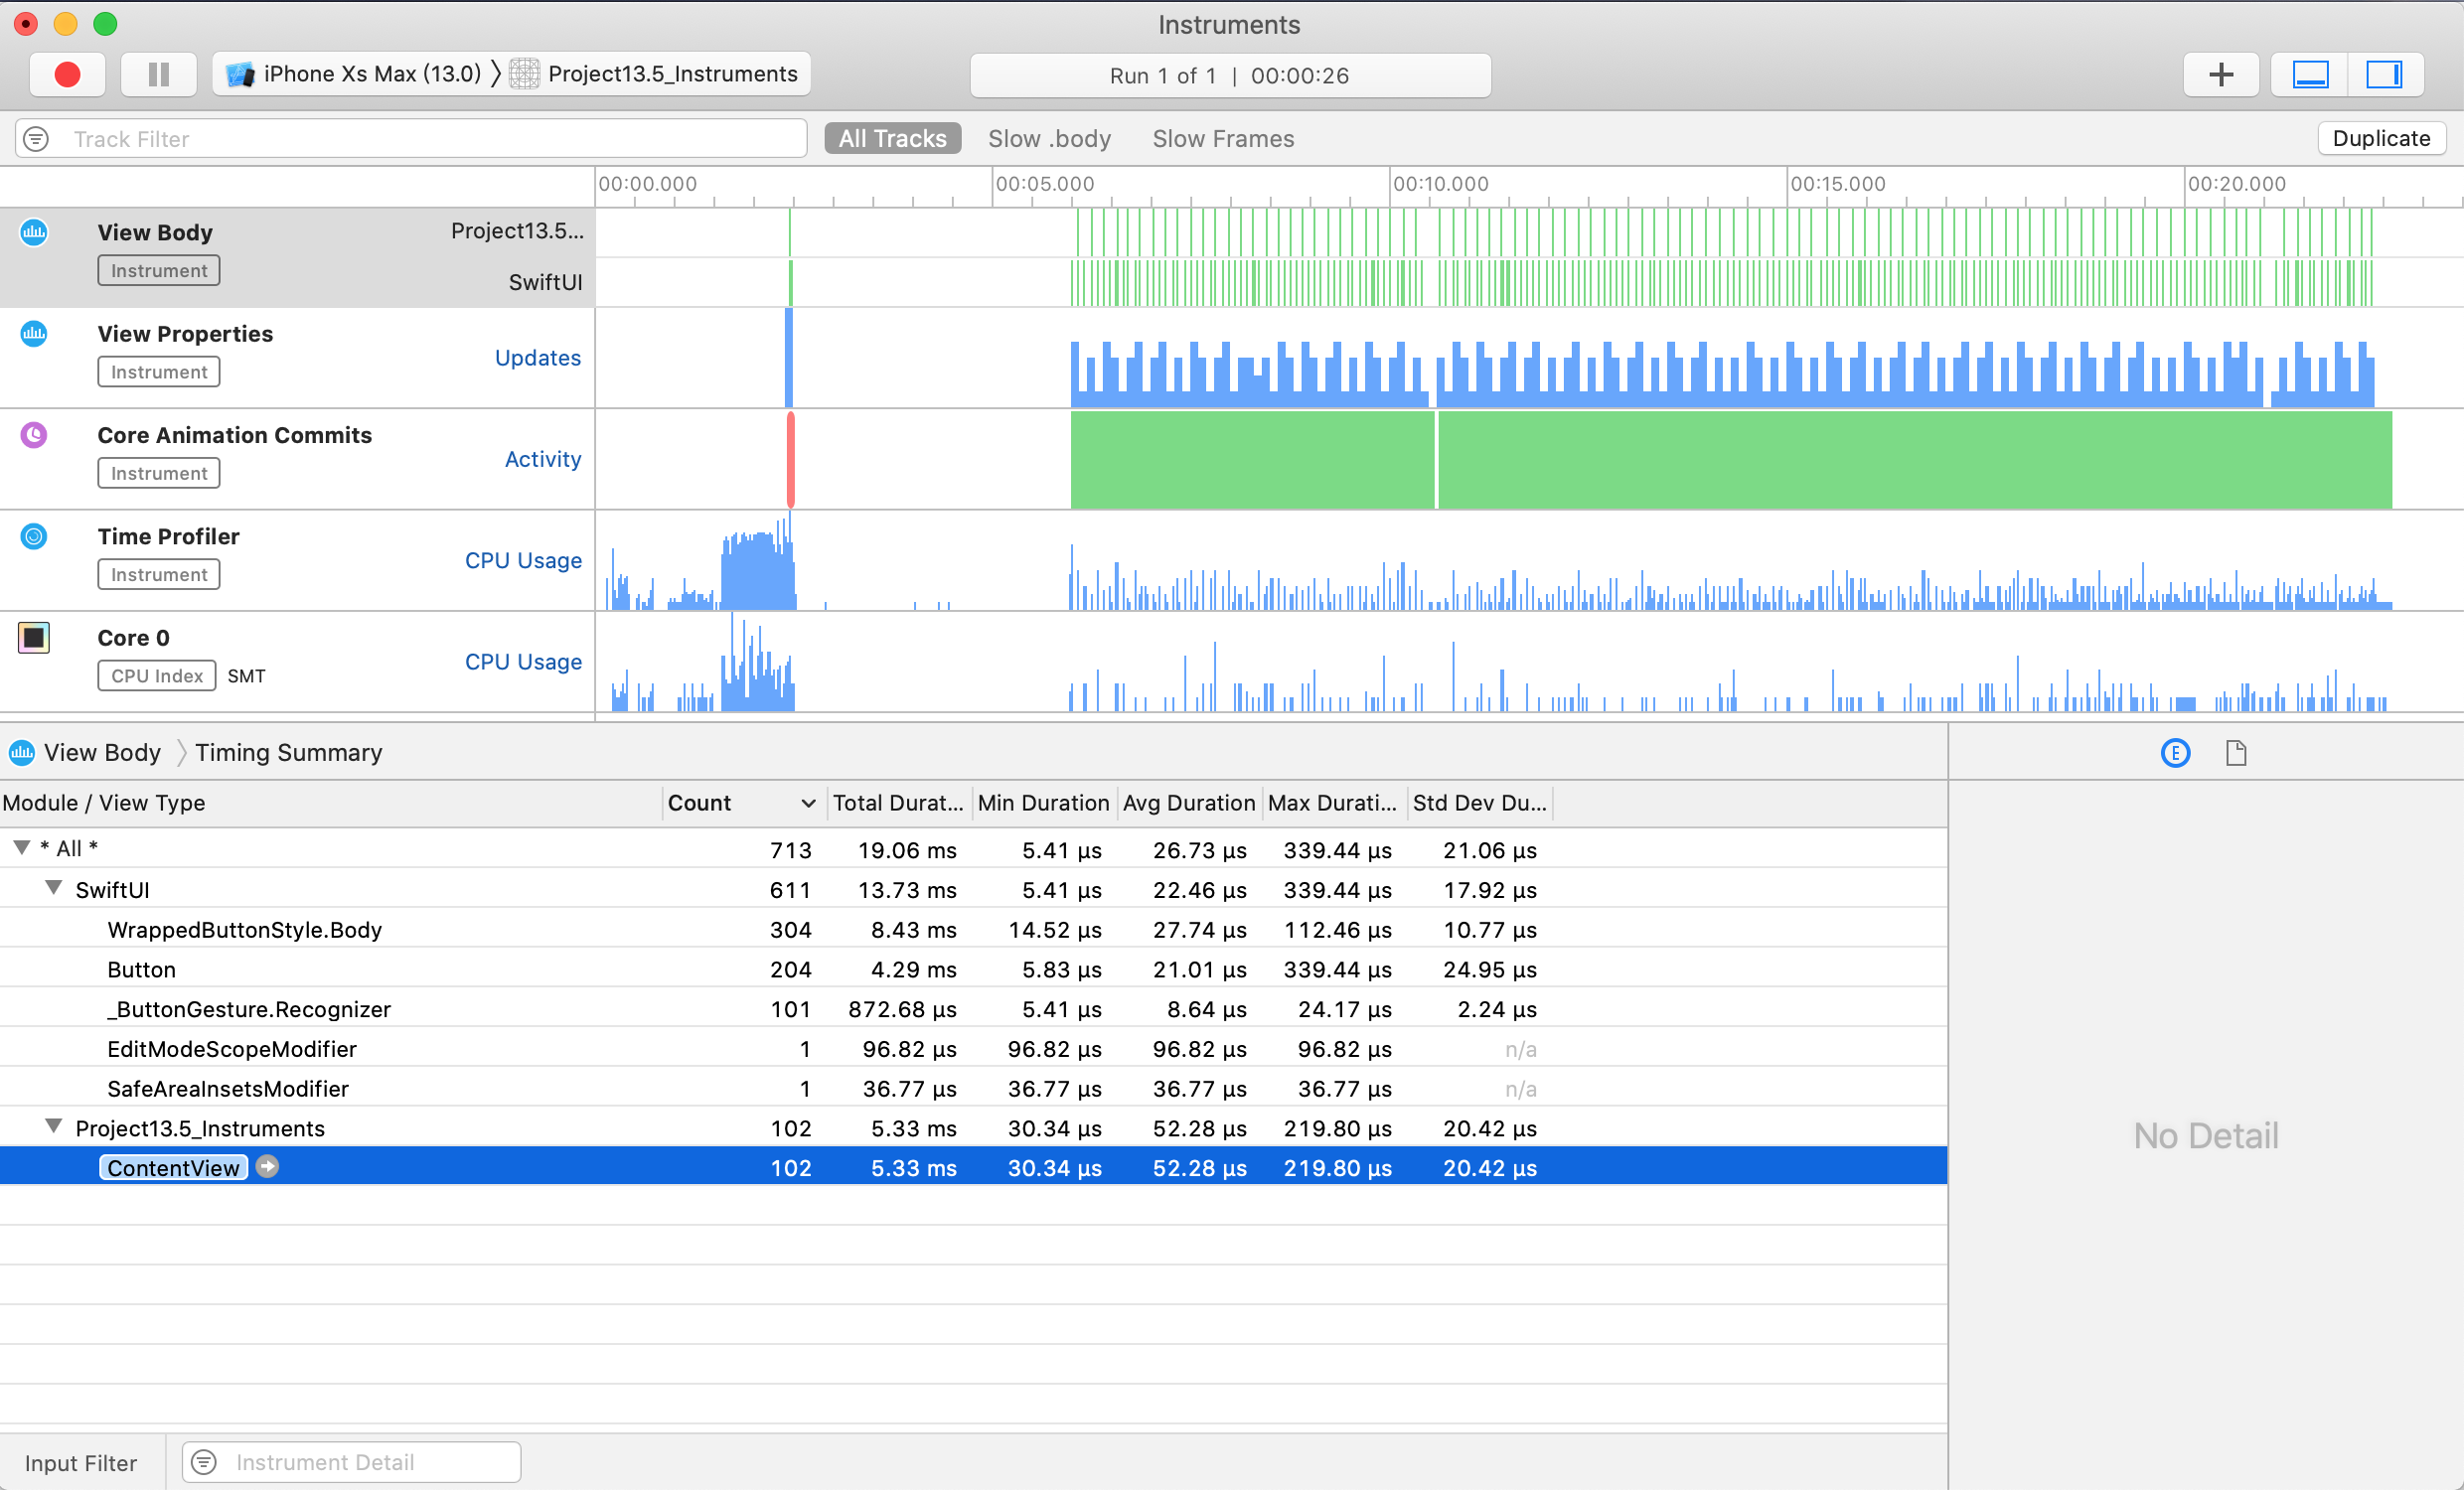 Instruments
iPhone Xs Max (13.0) 〉 Project13.5_Instruments
Run 1 of 1 | 00:00:26
Track Filter
All Tracks Slow .body Slow Frames
Duplicate
00:00.000 00:05.000 00:10.000 00:15.000 00:20.000
View Body Project13.5...
Instrument
SwiftUI
View Properties
Instrument
Updates
Core Animation Commits
Instrument
Activity
Time Profiler
Instrument
CPU Usage
Core 0
CPU Index SMT
CPU Usage
View Body 〉 Timing Summary
E
Module / View Type Count Total Durat... Min Duration Avg Duration Max Durati... Std Dev Du...
* All * 713 19.06 ms 5.41 µs 26.73 µs 339.44 µs 21.06 µs
SwiftUI 611 13.73 ms 5.41 µs 22.46 µs 339.44 µs 17.92 µs
WrappedButtonStyle.Body 304 8.43 ms 14.52 µs 27.74 µs 112.46 µs 10.77 µs
Button 204 4.29 ms 5.83 µs 21.01 µs 339.44 µs 24.95 µs
_ButtonGesture.Recognizer 101 872.68 µs 5.41 µs 8.64 µs 24.17 µs 2.24 µs
EditModeScopeModifier 1 96.82 µs 96.82 µs 96.82 µs 96.82 µs n/a
SafeAreaInsetsModifier 1 36.77 µs 36.77 µs 36.77 µs 36.77 µs n/a
Project13.5_Instruments 102 5.33 ms 30.34 µs 52.28 µs 219.80 µs 20.42 µs
ContentView 102 5.33 ms 30.34 µs 52.28 µs 219.80 µs 20.42 µs
No Detail
Input Filter Instrument Detail